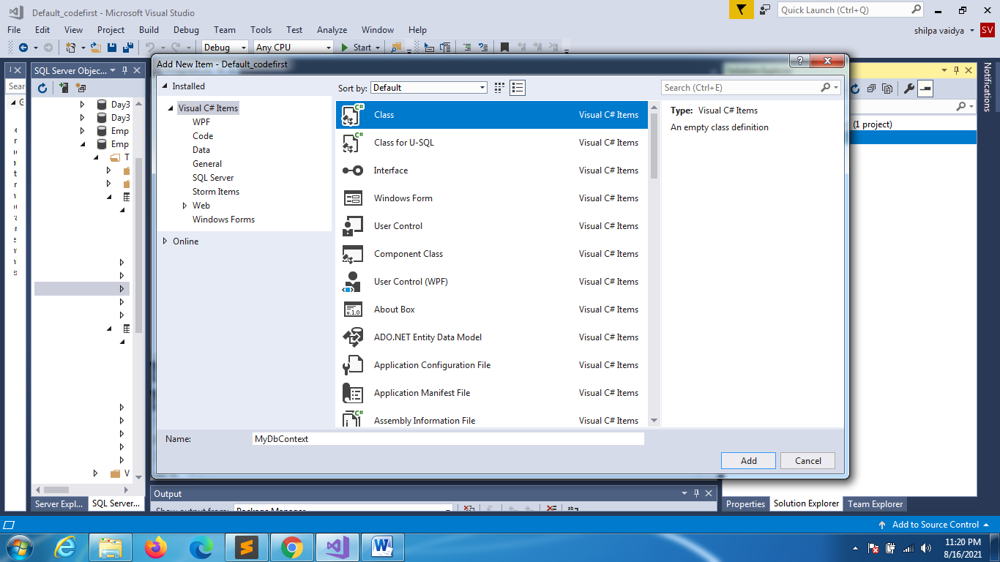 Default_codefirst - Microsoft Visual Studio
Quick Launch (Ctrl+Q)
File Edit View Project Build Debug Team Tools Test Analyze Window Help
shilpa vaidya SV
Debug Any CPU Start
SQL Server Objec...
Add New Item - Default_codefirst
Solution Explorer
Notifications
Sear
Day3
Day3
Emp
Emp
T
V
Installed
Visual C# Items
WPF
Code
Data
General
SQL Server
Storm Items
Web
Windows Forms
Online
Sort by: Default
Search (Ctrl+E)
Class Visual C# Items
Class for U-SQL Visual C# Items
Interface Visual C# Items
Windows Form Visual C# Items
User Control Visual C# Items
Component Class Visual C# Items
User Control (WPF) Visual C# Items
About Box Visual C# Items
ADO.NET Entity Data Model Visual C# Items
Application Configuration File Visual C# Items
Application Manifest File Visual C# Items
Assembly Information File Visual C# Items
Type: Visual C# Items
An empty class definition
(1 project)
Name: MyDbContext
Add Cancel
Output
Show output from: Package Manager
Server Expl... SQL Server...
Properties Solution Explorer Team Explorer
Add to Source Control
11:20 PM
8/16/2021